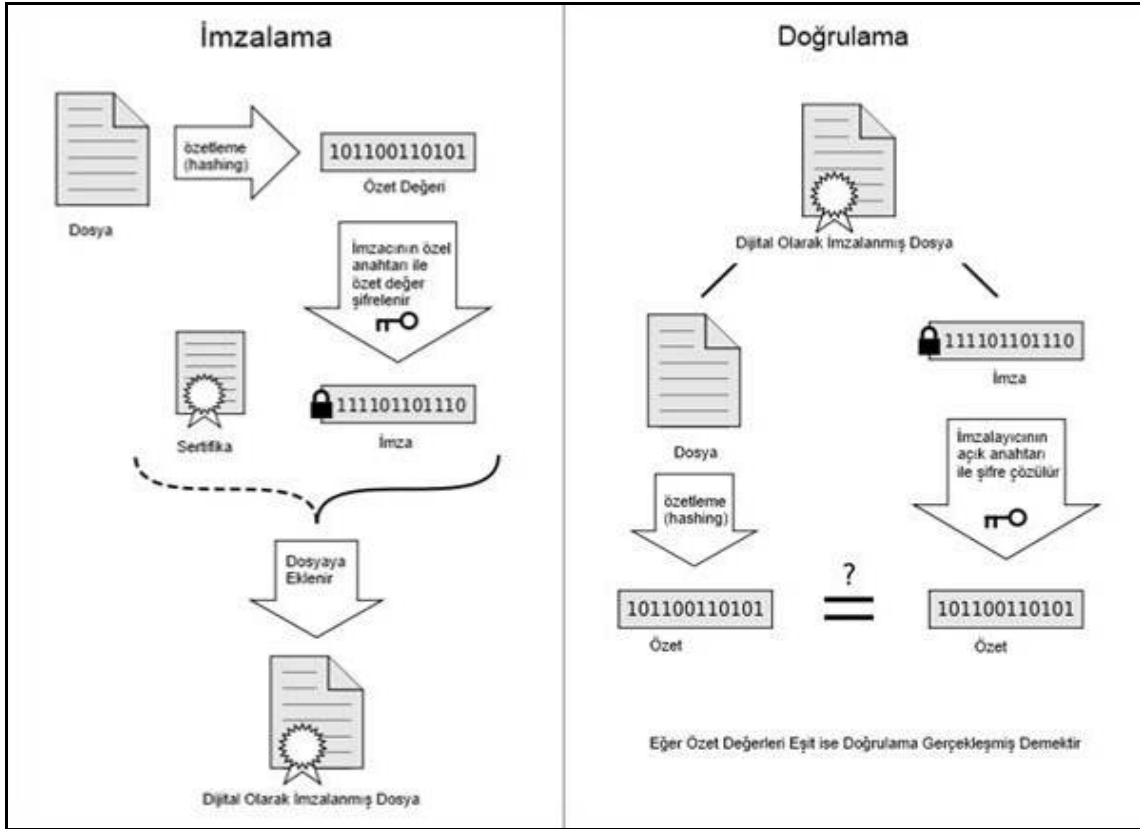 İmzalama
özetleme
(hashing)
101100110101
Özet Değeri
Dosya
İmzacının özel
anahtarı ile
özet değer
şifrelenir
111101101110
İmza
Sertifika
Dosyaya
Eklenir
Dijital Olarak İmzalanmış Dosya
Doğrulama
Dijital Olarak İmzalanmış Dosya
111101101110
İmza
Dosya
İmzalayıcının
açık anahtarı
ile şifre çözülür
özetleme
(hashing)
?
101100110101
101100110101
Özet
Özet
Eğer Özet Değerleri Eşit ise Doğrulama Gerçekleşmiş Demektir